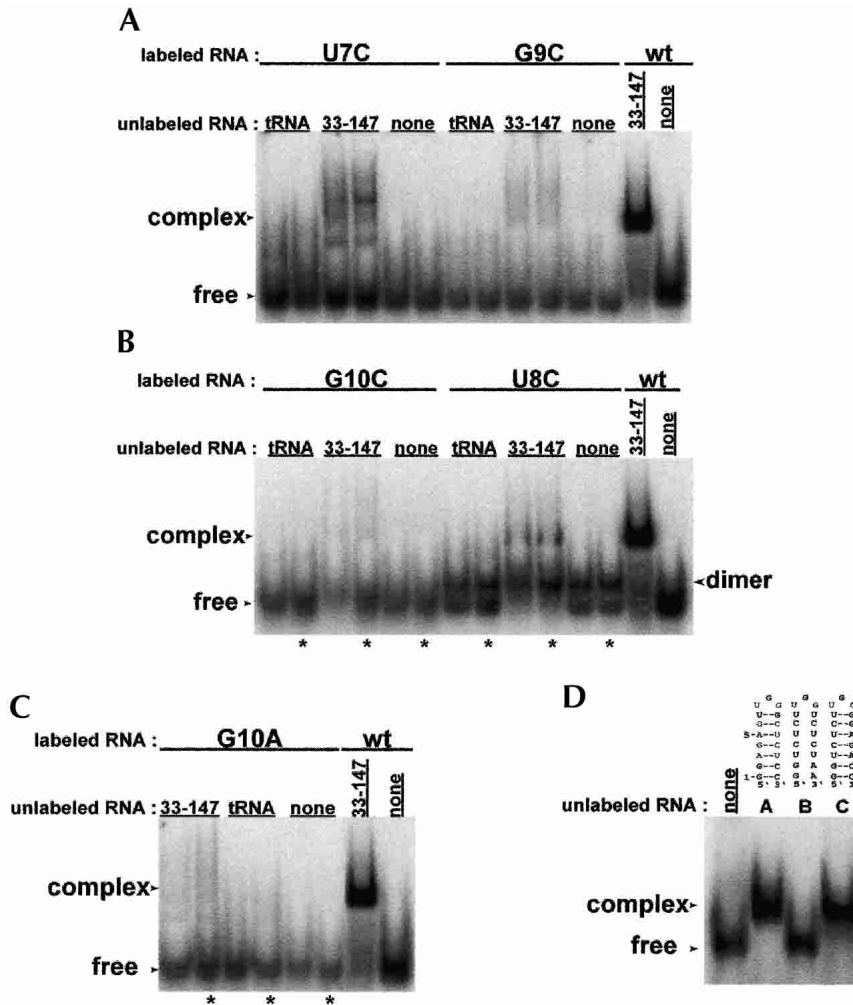 A
labeled RNA : U7C G9C wt
unlabeled RNA : tRNA 33-147 none tRNA 33-147 none 33-147 none
complex
free
B
labeled RNA : G10C U8C wt
unlabeled RNA : tRNA 33-147 none tRNA 33-147 none 33-147 none
complex
dimer
free
* * * * * *
C
labeled RNA : G10A wt
unlabeled RNA : 33-147 tRNA none 33-147 none
complex
free
* * *
D
unlabeled RNA : none A B C
complex
free